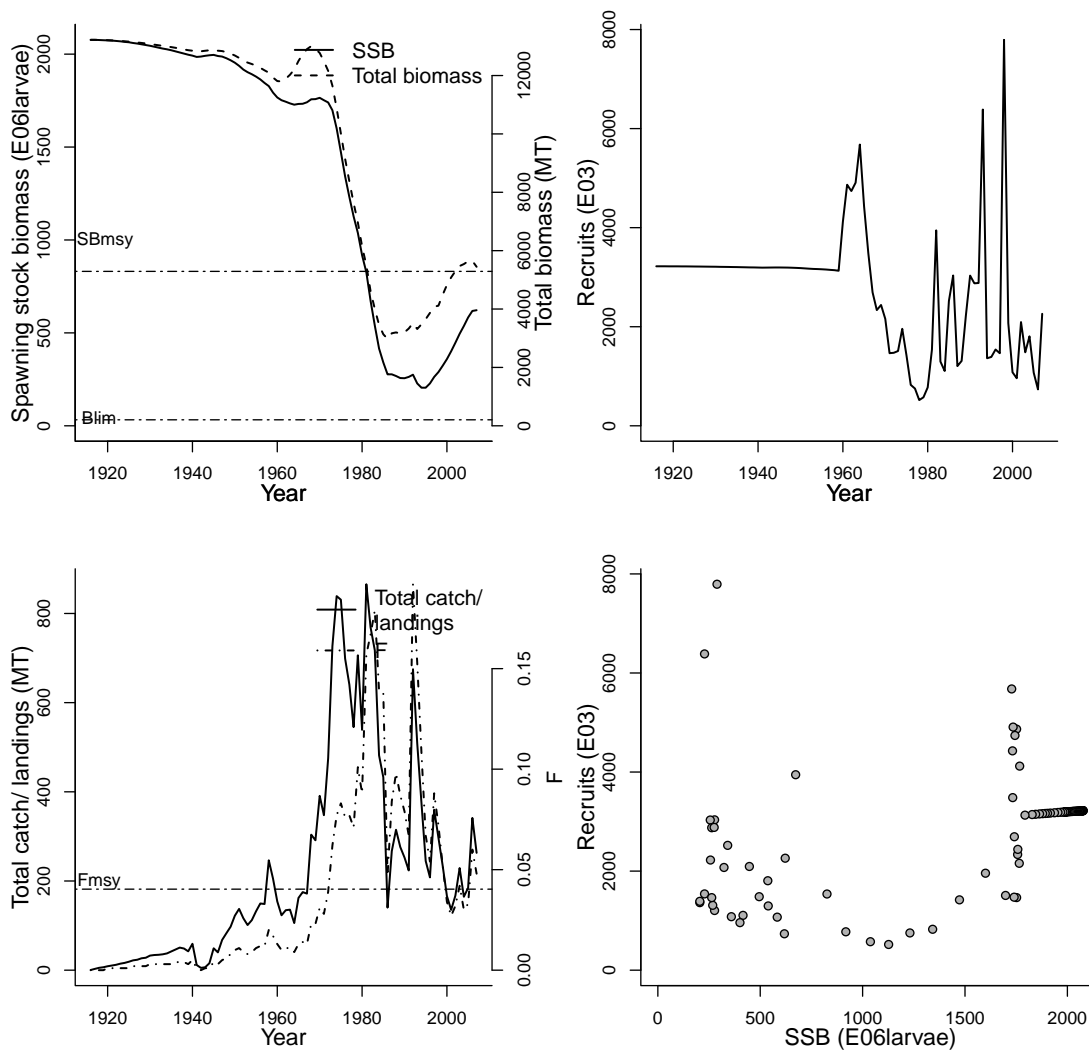 SSB
Total biomass
Spawning stock biomass (E06larvae)
0
500
1000
1500
2000
SBmsy
Blim
Total biomass (MT)
0
2000
4000
6000
8000
12000
1920
1940
1960
1980
2000
Year
Recruits (E03)
0
2000
4000
6000
8000
1920
1940
1960
1980
2000
Year
Total catch/
landings
F
Total catch/ landings (MT)
0
200
400
600
800
Fmsy
F
0.00
0.05
0.10
0.15
1920
1940
1960
1980
2000
Year
Recruits (E03)
0
2000
4000
6000
8000
0
500
1000
1500
2000
SSB (E06larvae)